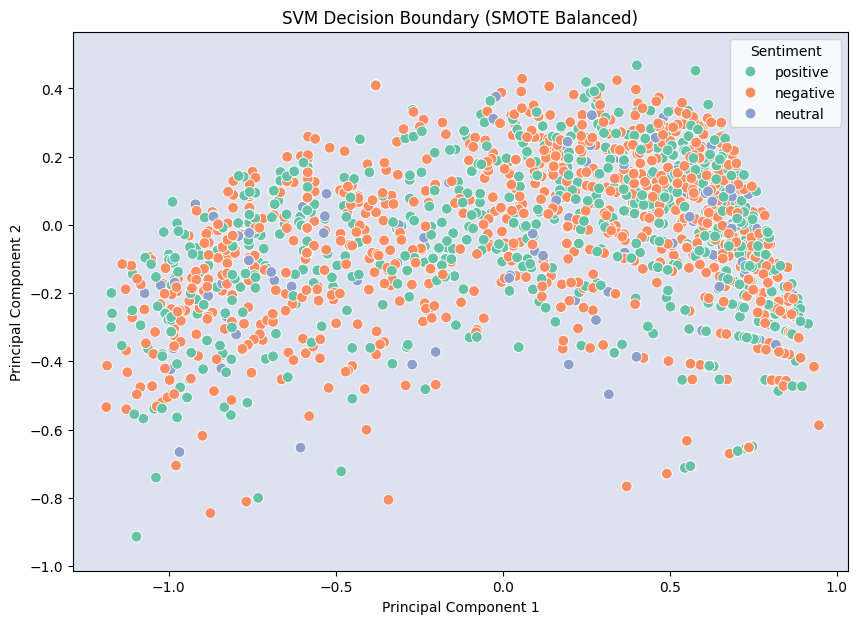 SVM Decision Boundary (SMOTE Balanced)
Sentiment
positive
negative
neutral
Principal Component 2
0.4
0.2
0.0
−0.2
−0.4
−0.6
−0.8
−1.0
−1.0
−0.5
0.0
0.5
1.0
Principal Component 1